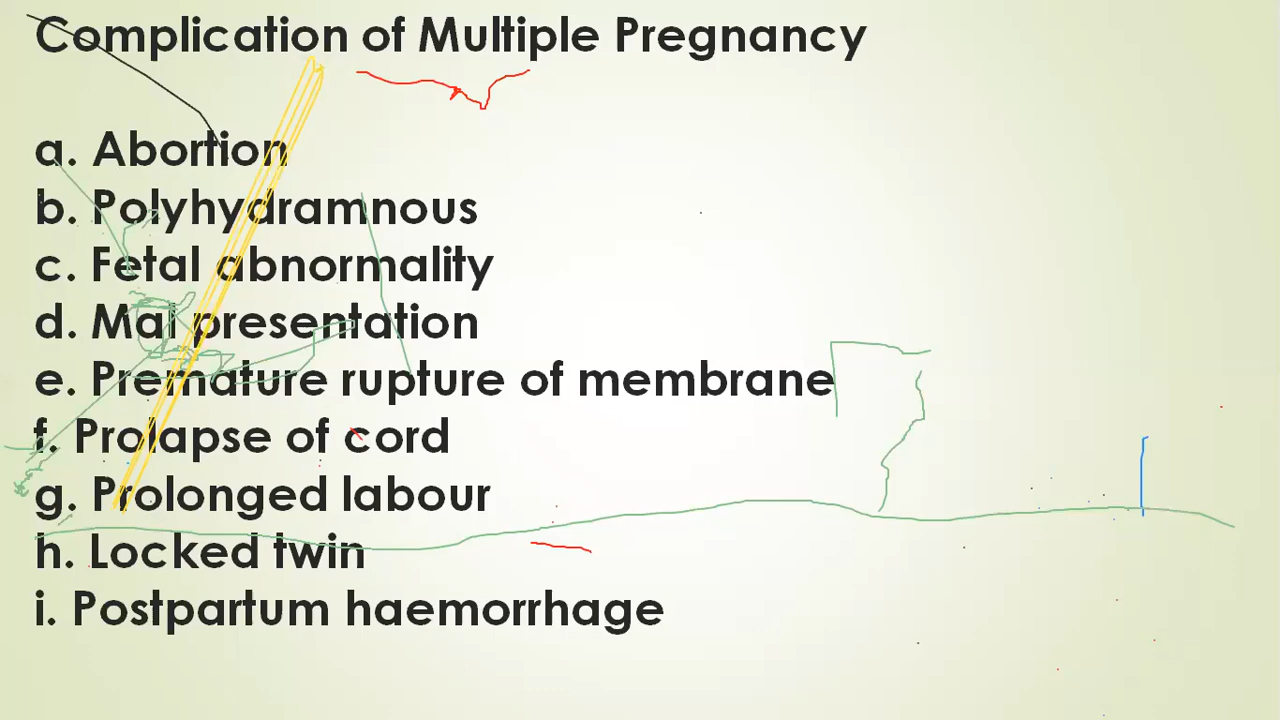 Complication of Multiple Pregnancy
a. Abortion
b. Polyhydramnous
c. Fetal abnormality
d. Mal presentation
e. Premature rupture of membrane
f. Prolapse of cord
g. Prolonged labour
h. Locked twin
i. Postpartum haemorrhage